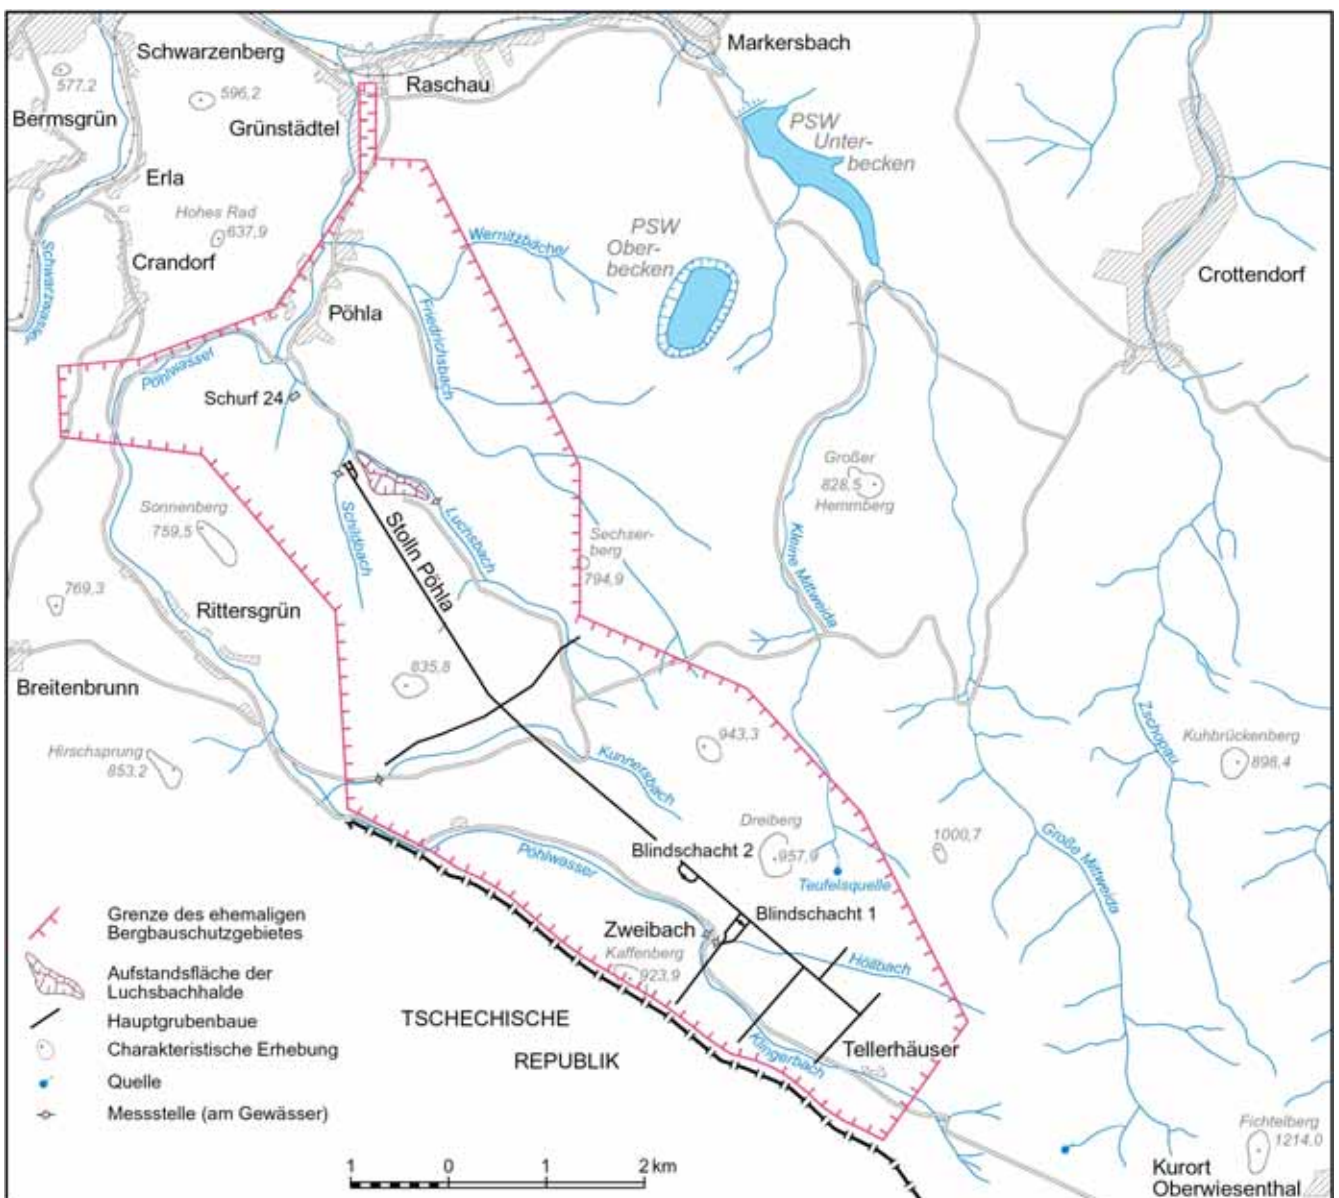 Schwarzenberg
Markersbach
577,2
596,2
Raschau
Bermsgrün
Grünstädtel
PSW
Unter-
becken
Erla
Hohes Rad
637,9
Wernitzbächel
PSW
Ober-
becken
Crandorf
Crottendorf
Schwarzwasser
Pöhla
Friedrichsbach
Pöhlwasser
Schurf 24
Großer
828,5
Hemmberg
Sonnenberg
759,5
Schildbach
Stolln Pöhla
Luchsbach
Sechser-
berg
794,9
Kleine Mittweida
769,3
Rittersgrün
835,8
Breitenbrunn
Hirschsprung
853,2
Kunnersbach
943,3
Zschopau
Kuhbrückenberg
898,4
Dreiberg
957,9
1000,7
Große Mittweida
Pöhlwasser
Blindschacht 2
Teufelsquelle
Blindschacht 1
Zweibach
Kaffenberg
923,9
Höllbach
Klingerbach
Tellerhäuser
TSCHECHISCHE
REPUBLIK
Grenze des ehemaligen
Bergbauschutzgebietes
Aufstandsfläche der
Luchsbachhalde
Hauptgrubenbaue
Charakteristische Erhebung
Quelle
Messstelle (am Gewässer)
1 0 1 2 km
Fichtelberg
1214,0
Kurort
Oberwiesenthal